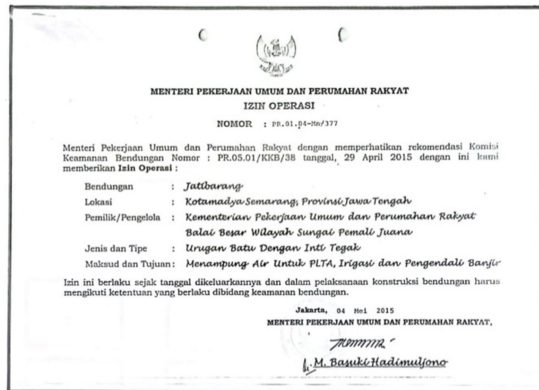 MENTERI PEKERJAAN UMUM DAN PERUMAHAN RAKYAT
IZIN OPERASI
NOMOR : PR.01.04-Mn/377
Menteri Pekerjaan Umum dan Perumahan Rakyat dengan memperhatikan rekomendasi Komisi
Keamanan Bendungan Nomor : PR.05.01/KKB/38 tanggal, 29 April 2015 dengan ini kami
memberikan Izin Operasi :
Bendungan : Jatibarang
Lokasi : Kotamadya Semarang, Provinsi Jawa Tengah
Pemilik/Pengelola : Kementerian Pekerjaan Umum dan Perumahan Rakyat
Balai Besar Wilayah Sungai Pemali Juana
Jenis dan Tipe : Urugan Batu Dengan Inti Tegak
Maksud dan Tujuan : Menampung Air Untuk PLTA, Irigasi dan Pengendali Banjir
Izin ini berlaku sejak tanggal dikeluarkannya dan dalam pelaksanaan konstruksi bendungan harus
mengikuti ketentuan yang berlaku dibidang keamanan bendungan.
Jakarta, 04 Mei 2015
MENTERI PEKERJAAN UMUM DAN PERUMAHAN RAKYAT,
M. Basuki Hadimuljono